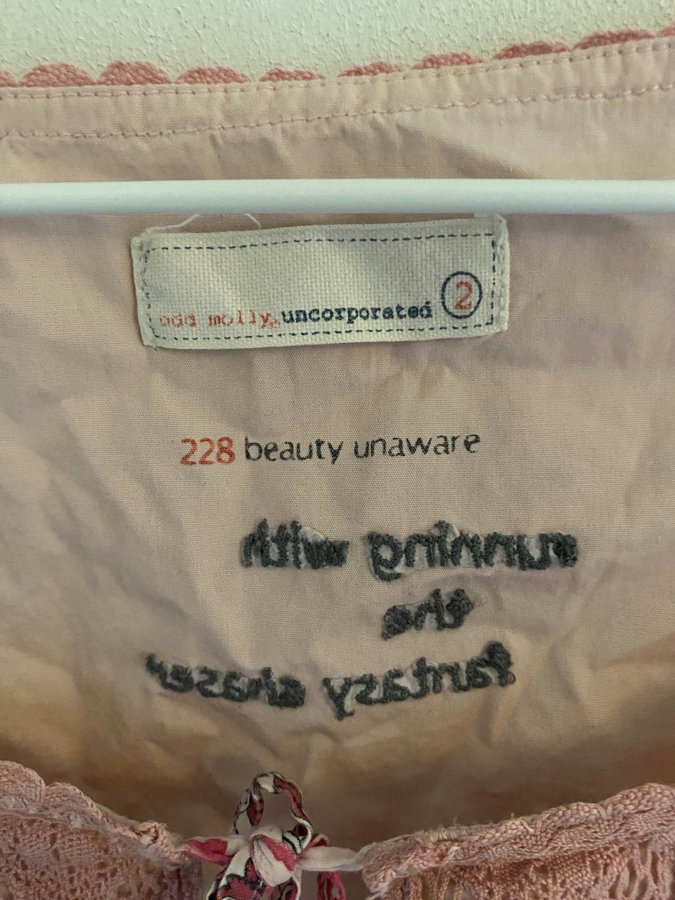 odd molly uncorporated 2
228 beauty unaware
running with
the
fantasy chaser